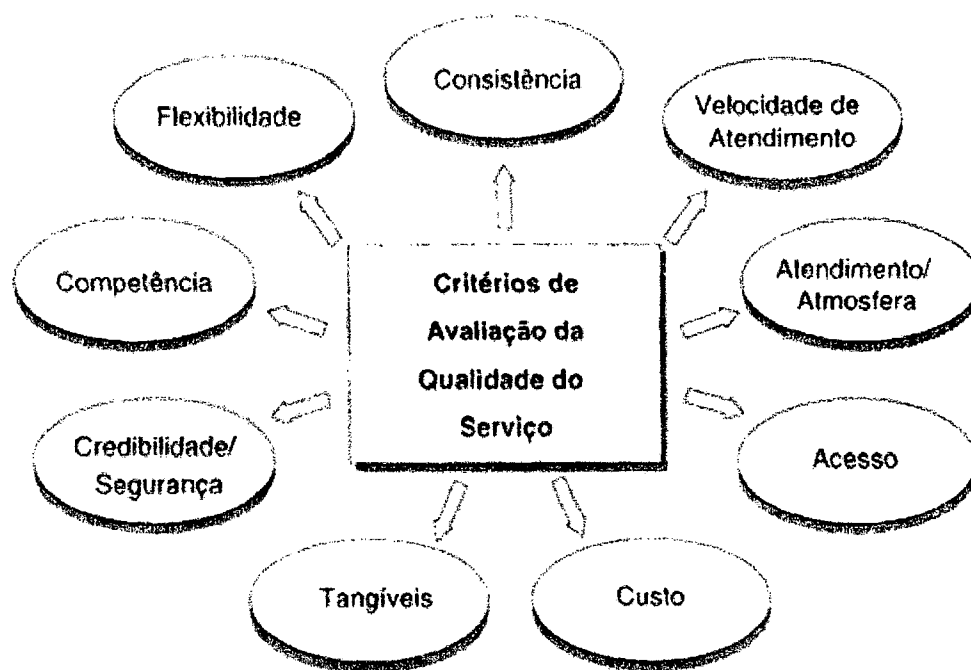 Consistência
Flexibilidade
Velocidade de
Atendimento
Competência
Critérios de
Avaliação da
Qualidade do
Serviço
Atendimento/
Atmosfera
Credibilidade/
Segurança
Acesso
Tangíveis
Custo